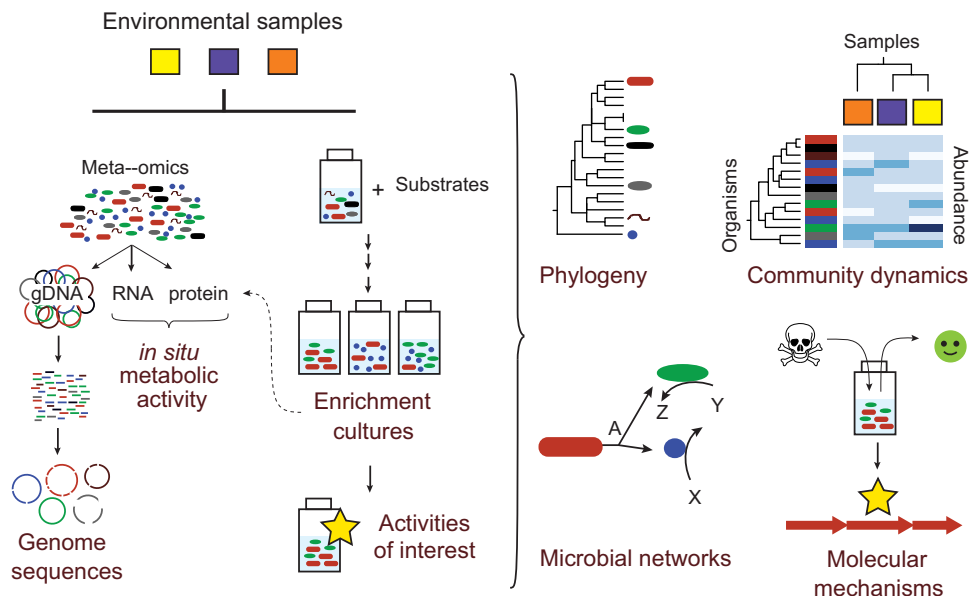 Environmental samples
Meta--omics
+ Substrates
gDNA
RNA
protein
in situ
metabolic
activity
Enrichment
cultures
Genome
sequences
Activities
of interest
Phylogeny
Samples
Organisms
Abundance
Community dynamics
A
Z
Y
X
Microbial networks
Molecular
mechanisms